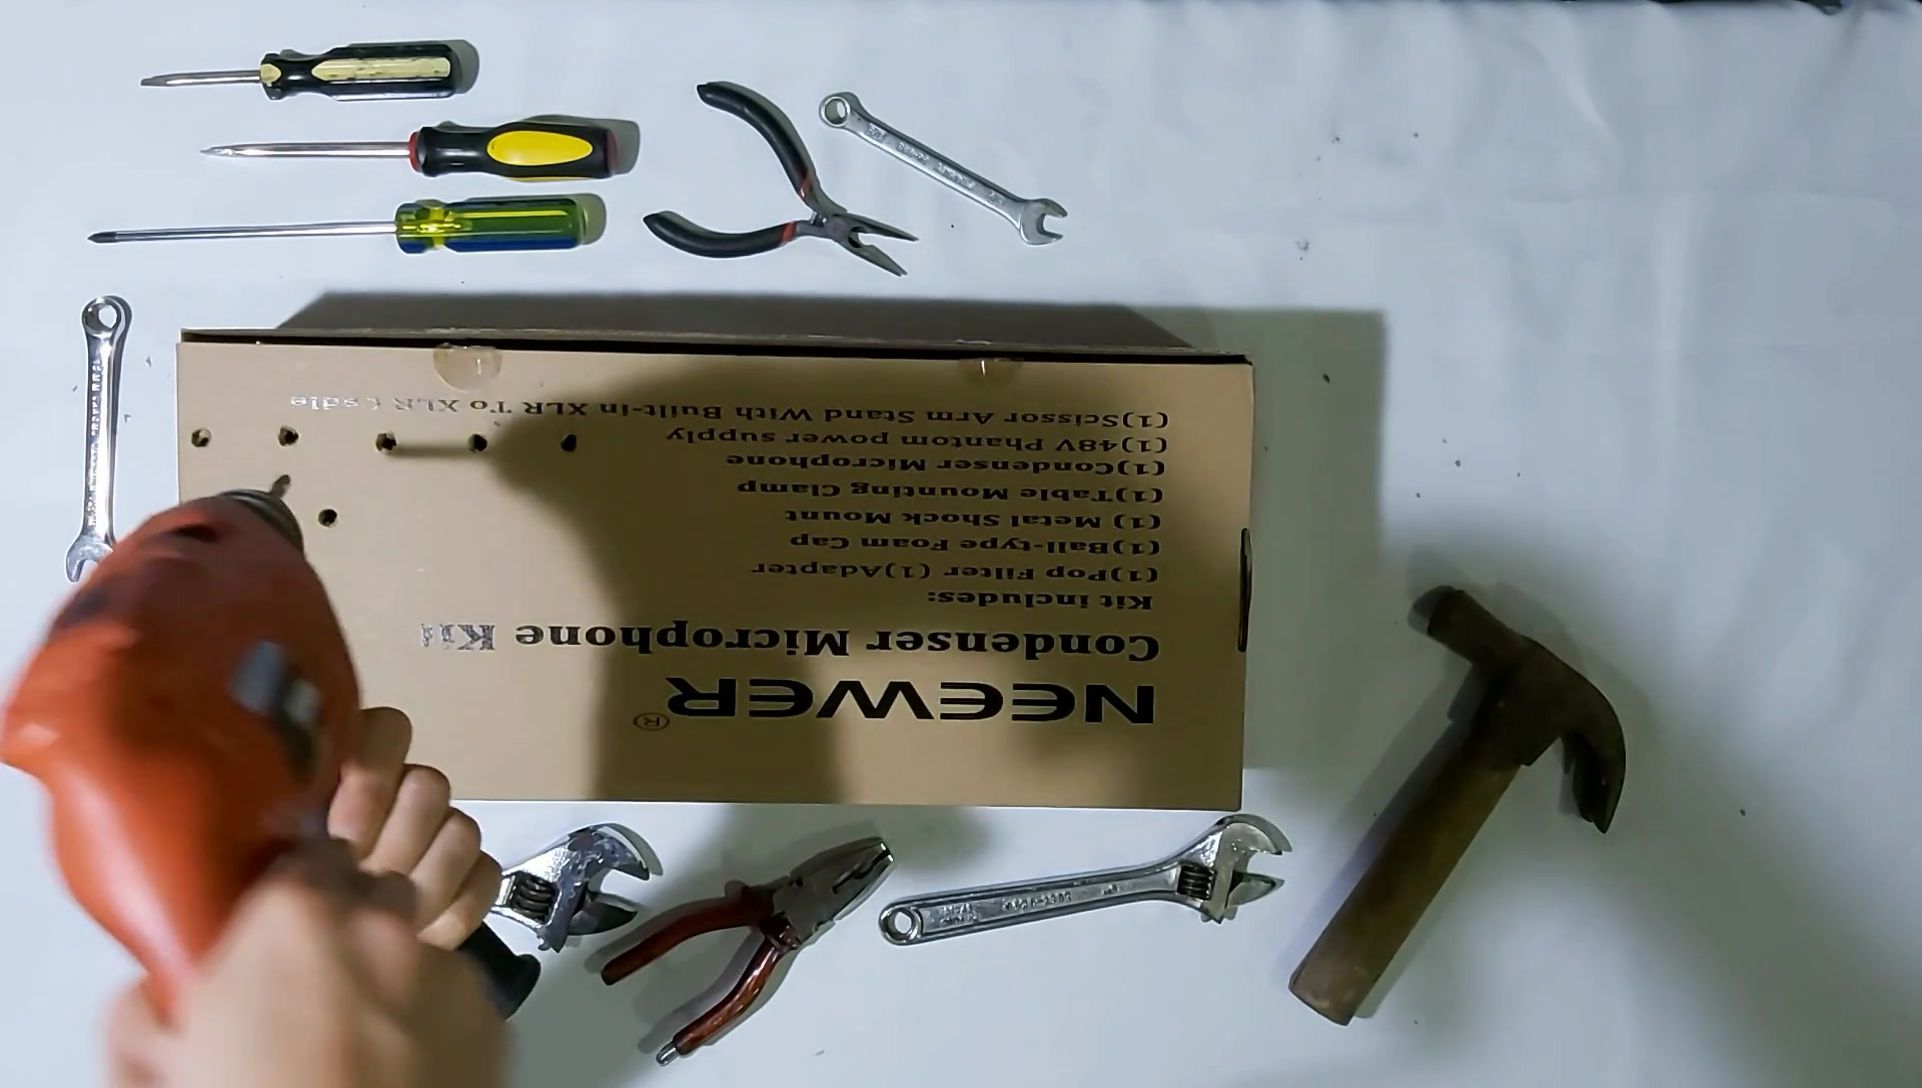 NEEWER®
Condenser Microphone Kit
Kit includes:
(1)Pop Filter (1)Adapter
(1)Ball-type Foam Cap
(1) Metal Shock Mount
(1)Table Mounting Clamp
(1)Condenser Microphone
(1)48V Phantom power supply
(1)Scissor Arm Stand With Built-in XLR To XLR Cable